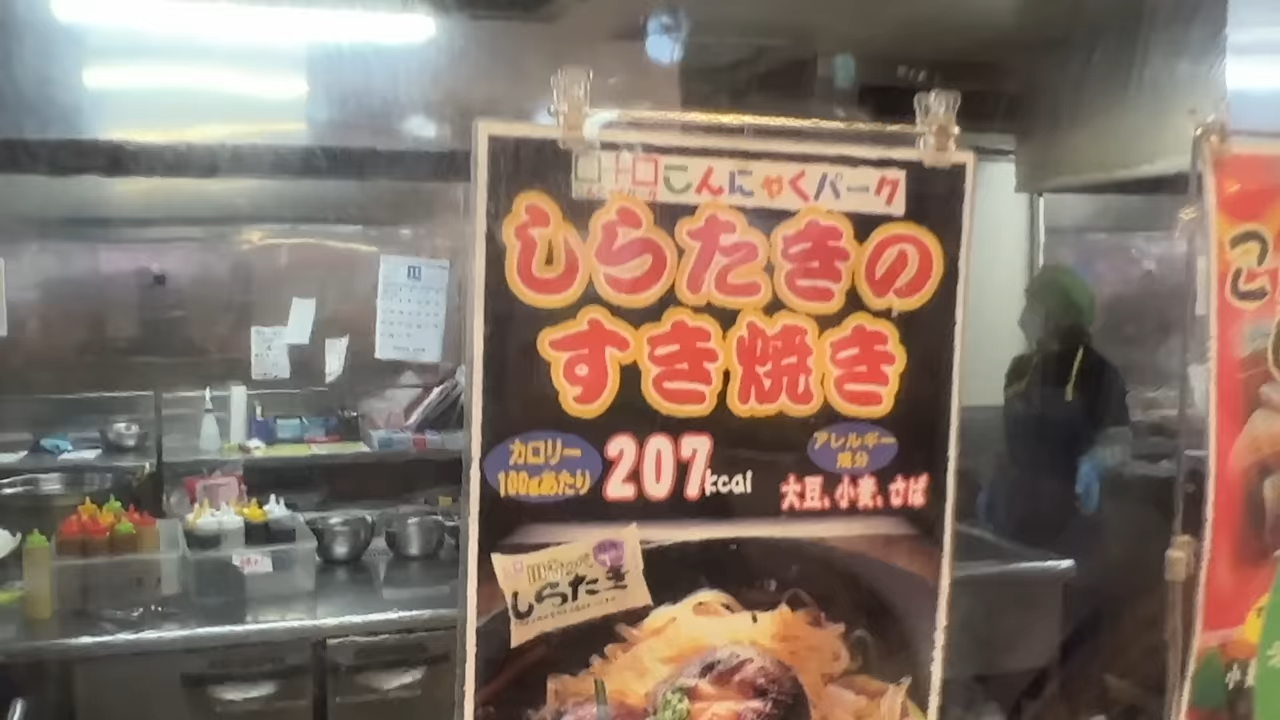 こんにゃくパーク
しらたきの
すき焼き
カロリー
100gあたり
207kcal
アレルギー
成分
大豆、小麦、さば
しらたき
11
こ